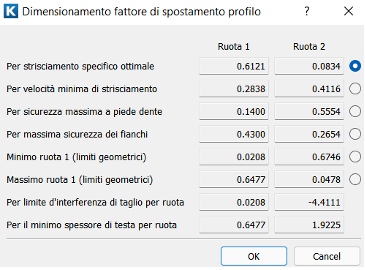 K Dimensionamento fattore di spostamento profilo ? ×
Ruota 1 Ruota 2
Per strisciamento specifico ottimale 0.6121 0.0834
Per velocità minima di strisciamento 0.2838 0.4116
Per sicurezza massima a piede dente 0.1400 0.5554
Per massima sicurezza dei fianchi 0.4300 0.2654
Minimo ruota 1 (limiti geometrici) 0.0208 0.6746
Massimo ruota 1 (limiti geometrici) 0.6477 0.0478
Per limite d'interferenza di taglio per ruota 0.0208 -4.4111
Per il minimo spessore di testa per ruota 0.6477 1.9225
OK Cancel